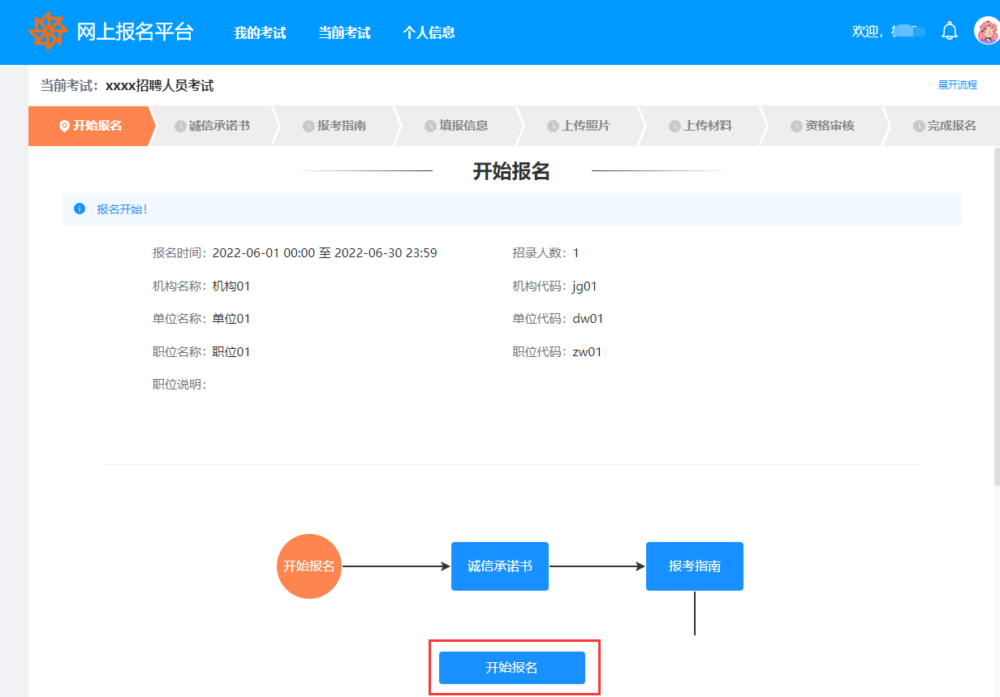 网上报名平台 我的考试 当前考试 个人信息 欢迎,
当前考试：xxxx招聘人员考试 展开流程
开始报名 诚信承诺书 报考指南 填报信息 上传照片 上传材料 资格审核 完成报名
开始报名
报名开始!
报名时间：2022-06-01 00:00 至 2022-06-30 23:59 招录人数：1
机构名称：机构01 机构代码：jg01
单位名称：单位01 单位代码：dw01
职位名称：职位01 职位代码：zw01
职位说明：
开始报名 诚信承诺书 报考指南
开始报名